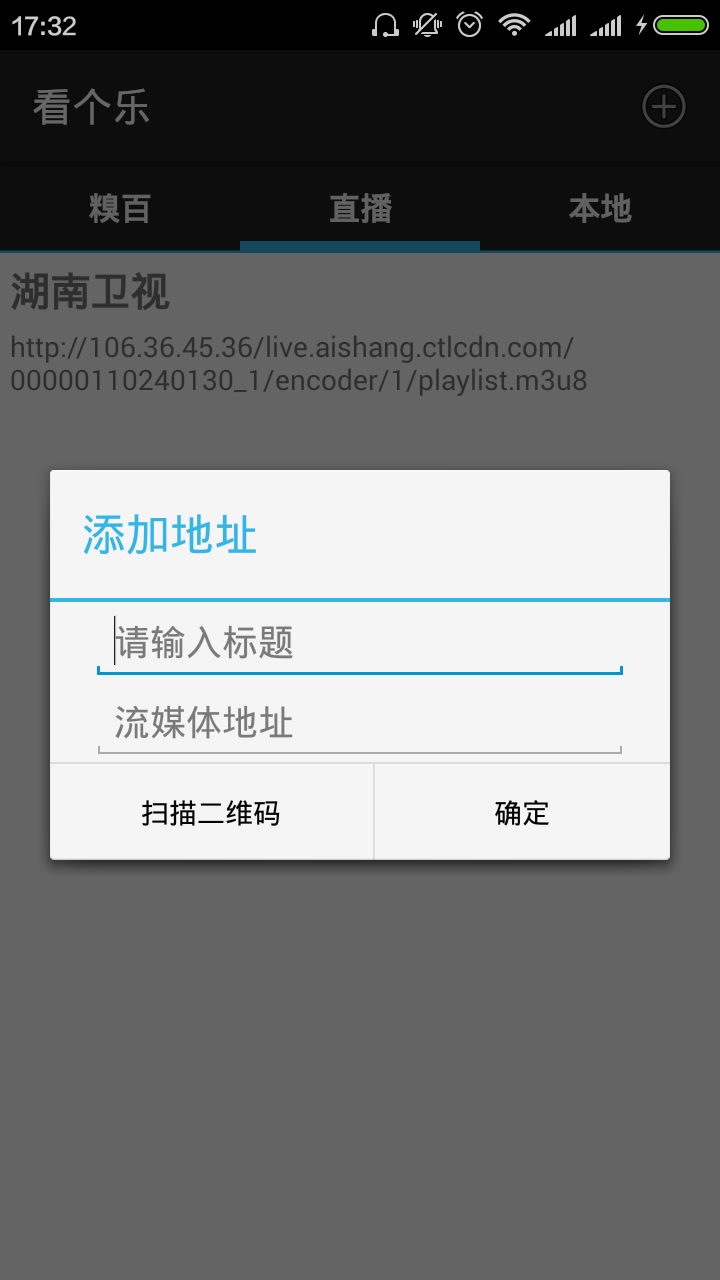 17:32
看个乐
糗百
直播
本地
湖南卫视
http://106.36.45.36/live.aishang.ctlcdn.com/
00000110240130_1/encoder/1/playlist.m3u8
添加地址
请输入标题
流媒体地址
扫描二维码
确定